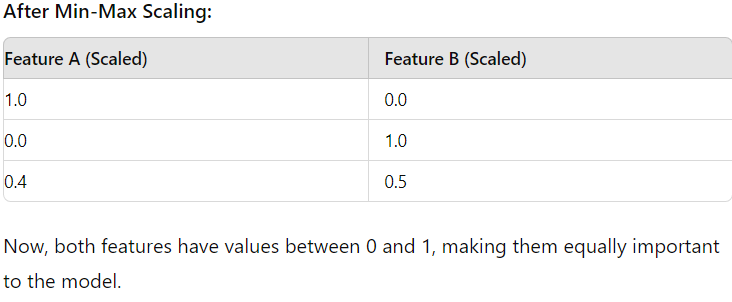 After Min-Max Scaling:
Feature A (Scaled) Feature B (Scaled)
1.0 0.0
0.0 1.0
0.4 0.5
Now, both features have values between 0 and 1, making them equally important
to the model.